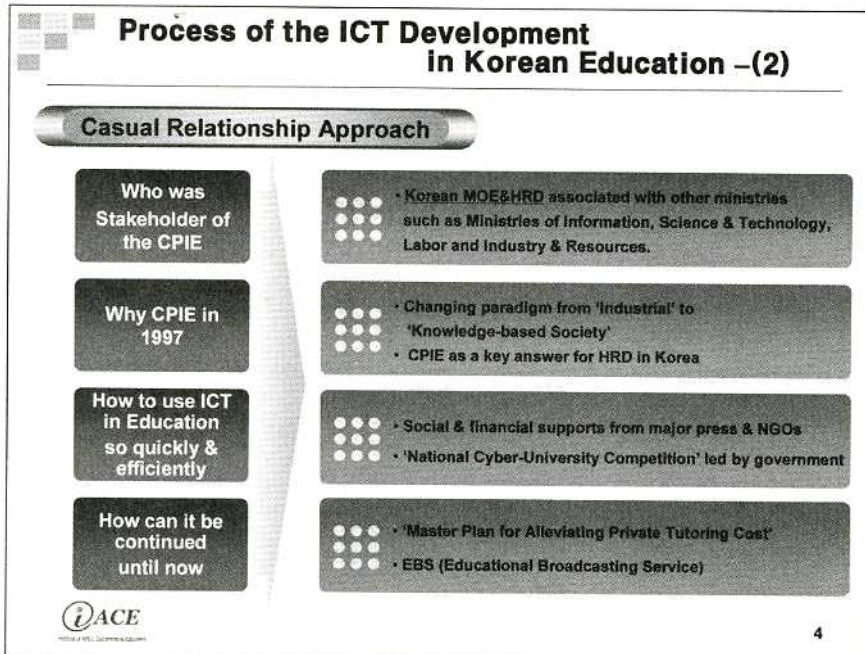 Process of the ICT Development
in Korean Education –(2)
Casual Relationship Approach
Who was
Stakeholder of
the CPIE
• Korean MOE&HRD associated with other ministries
such as Ministries of Information, Science & Technology,
Labor and Industry & Resources.
Why CPIE in
1997
• Changing paradigm from 'Industrial' to
'Knowledge-based Society'
• CPIE as a key answer for HRD in Korea
How to use ICT
in Education
so quickly &
efficiently
• Social & financial supports from major press & NGOs
• 'National Cyber-University Competition' led by government
How can it be
continued
until now
• 'Master Plan for Alleviating Private Tutoring Cost'
• EBS (Educational Broadcasting Service)
iACE
4